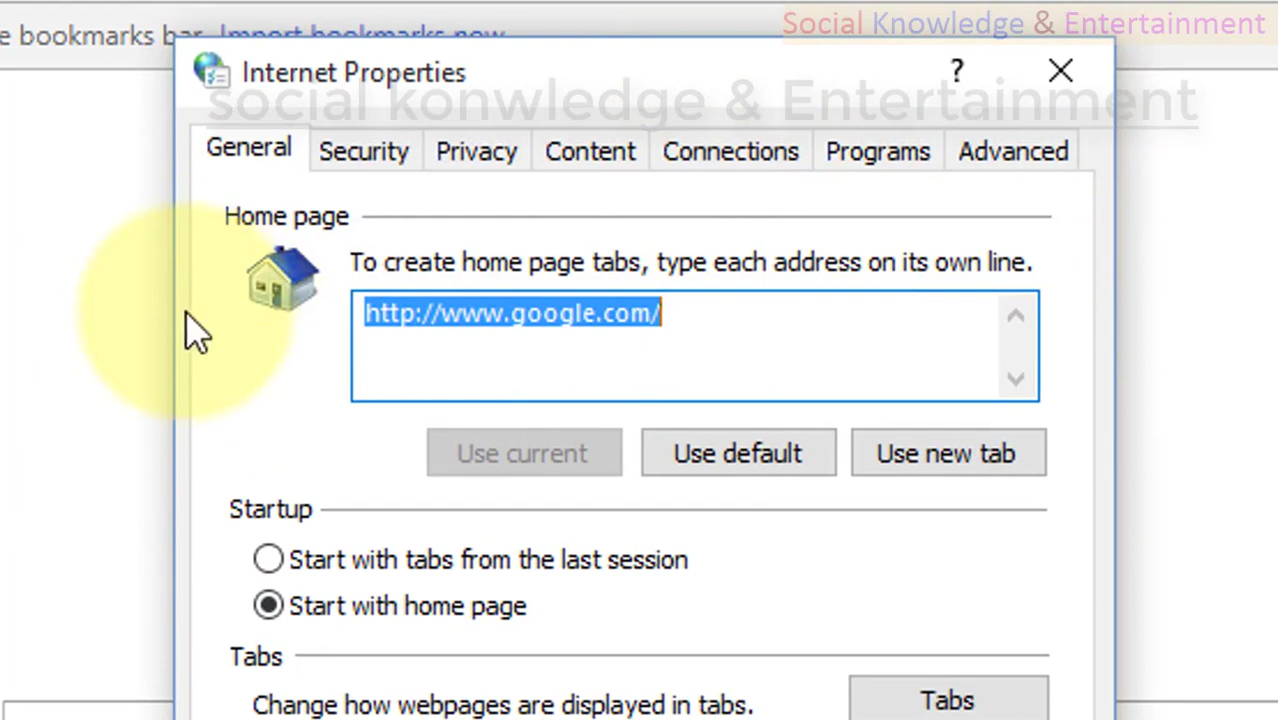 Social Knowledge & Entertainment
e bookmarks bar. Import bookmarks now
Internet Properties
?
social konwledge & Entertainment
General Security Privacy Content Connections Programs Advanced
Home page
To create home page tabs, type each address on its own line.
http://www.google.com/
Use current Use default Use new tab
Startup
Start with tabs from the last session
Start with home page
Tabs
Change how webpages are displayed in tabs. Tabs